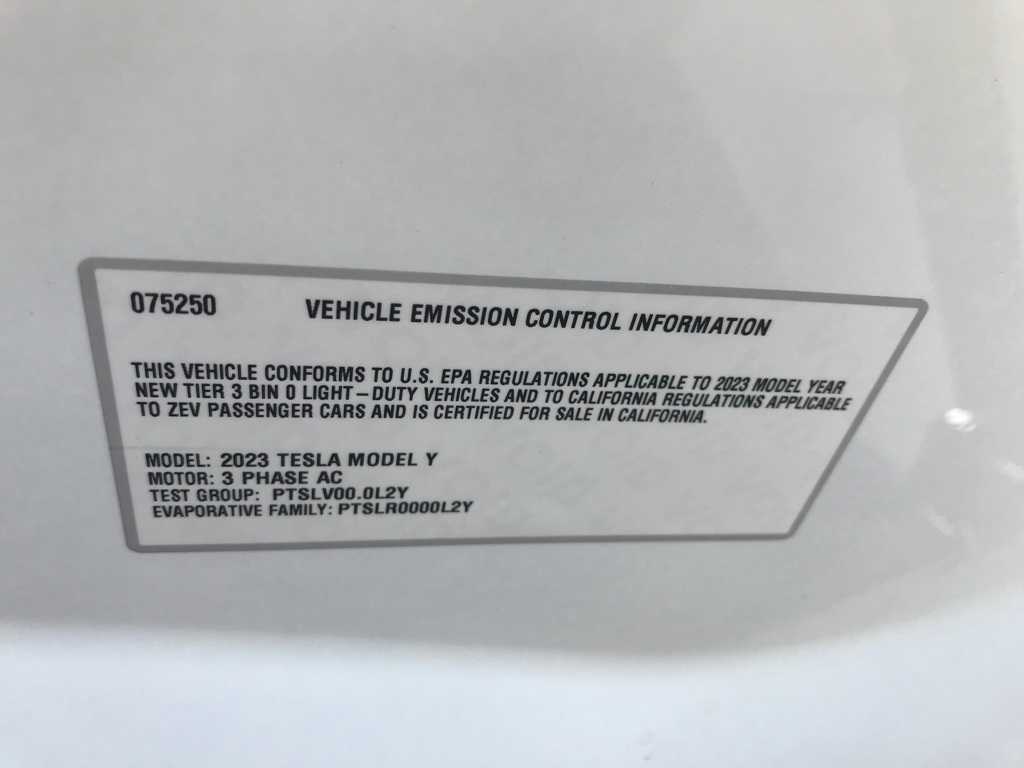 075250 VEHICLE EMISSION CONTROL INFORMATION
THIS VEHICLE CONFORMS TO U.S. EPA REGULATIONS APPLICABLE TO 2023 MODEL YEAR
NEW TIER 3 BIN 0 LIGHT-DUTY VEHICLES AND TO CALIFORNIA REGULATIONS APPLICABLE
TO ZEV PASSENGER CARS AND IS CERTIFIED FOR SALE IN CALIFORNIA.
MODEL: 2023 TESLA MODEL Y
MOTOR: 3 PHASE AC
TEST GROUP: PTSLV00.0L2Y
EVAPORATIVE FAMILY: PTSLR0000L2Y